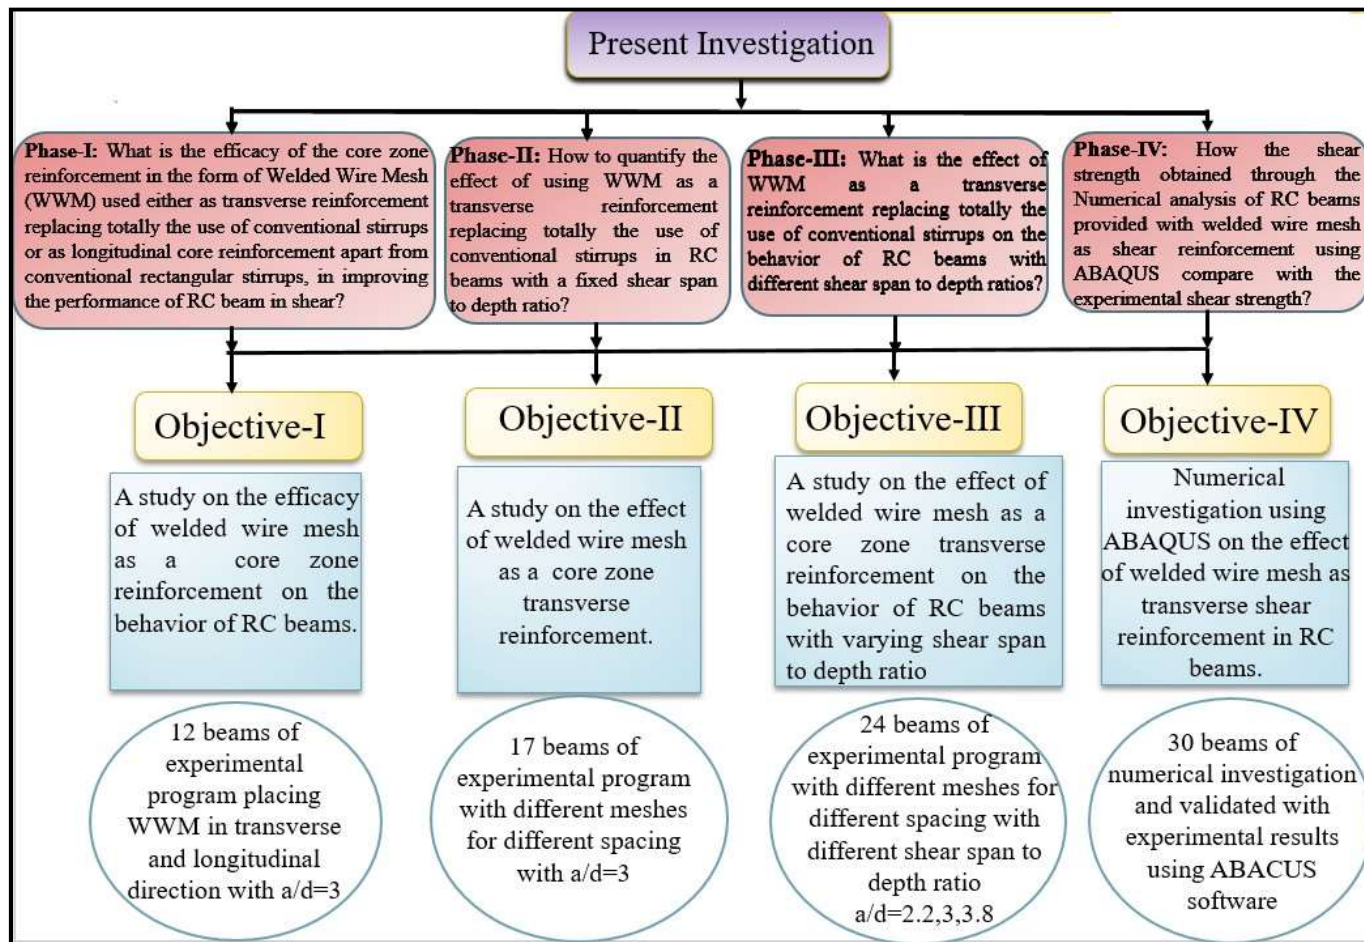 Present Investigation
Phase-I: What is the efficacy of the core zone
reinforcement in the form of Welded Wire Mesh
(WWM) used either as transverse reinforcement
replacing totally the use of conventional stirrups
or as longitudinal core reinforcement apart from
conventional rectangular stirrups, in improving
the performance of RC beam in shear?
Phase-II: How to quantify the
effect of using WWM as a
transverse reinforcement
replacing totally the use of
conventional stirrups in RC
beams with a fixed shear span
to depth ratio?
Phase-III: What is the effect of
WWM as a transverse
reinforcement replacing totally the
use of conventional stirrups on the
behavior of RC beams with
different shear span to depth ratios?
Phase-IV: How the shear
strength obtained through the
Numerical analysis of RC beams
provided with welded wire mesh
as shear reinforcement using
ABAQUS compare with the
experimental shear strength?
Objective-I
Objective-II
Objective-III
Objective-IV
A study on the efficacy
of welded wire mesh
as a core zone
reinforcement on the
behavior of RC beams.
A study on the effect
of welded wire mesh
as a core zone
transverse
reinforcement.
A study on the effect of
welded wire mesh as a
core zone transverse
reinforcement on the
behavior of RC beams
with varying shear span
to depth ratio
Numerical
investigation using
ABAQUS on the effect
of welded wire mesh as
transverse shear
reinforcement in RC
beams.
12 beams of
experimental
program placing
WWM in transverse
and longitudinal
direction with a/d=3
17 beams of
experimental program
with different meshes
for different spacing
with a/d=3
24 beams of
experimental program
with different meshes for
different spacing with
different shear span to
depth ratio
a/d=2.2,3,3.8
30 beams of
numerical investigation
and validated with
experimental results
using ABACUS
software